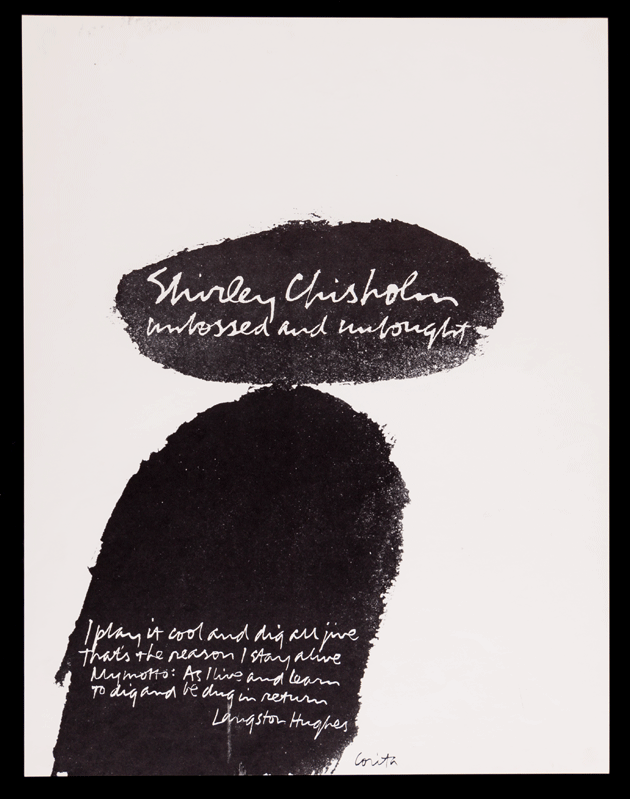 Shirley Chisholm
unbossed and unbought
I play it cool and dig all jive
that's the reason I stay alive
My motto: As I live and learn
to dig and be dug in return
Langston Hughes
Corita